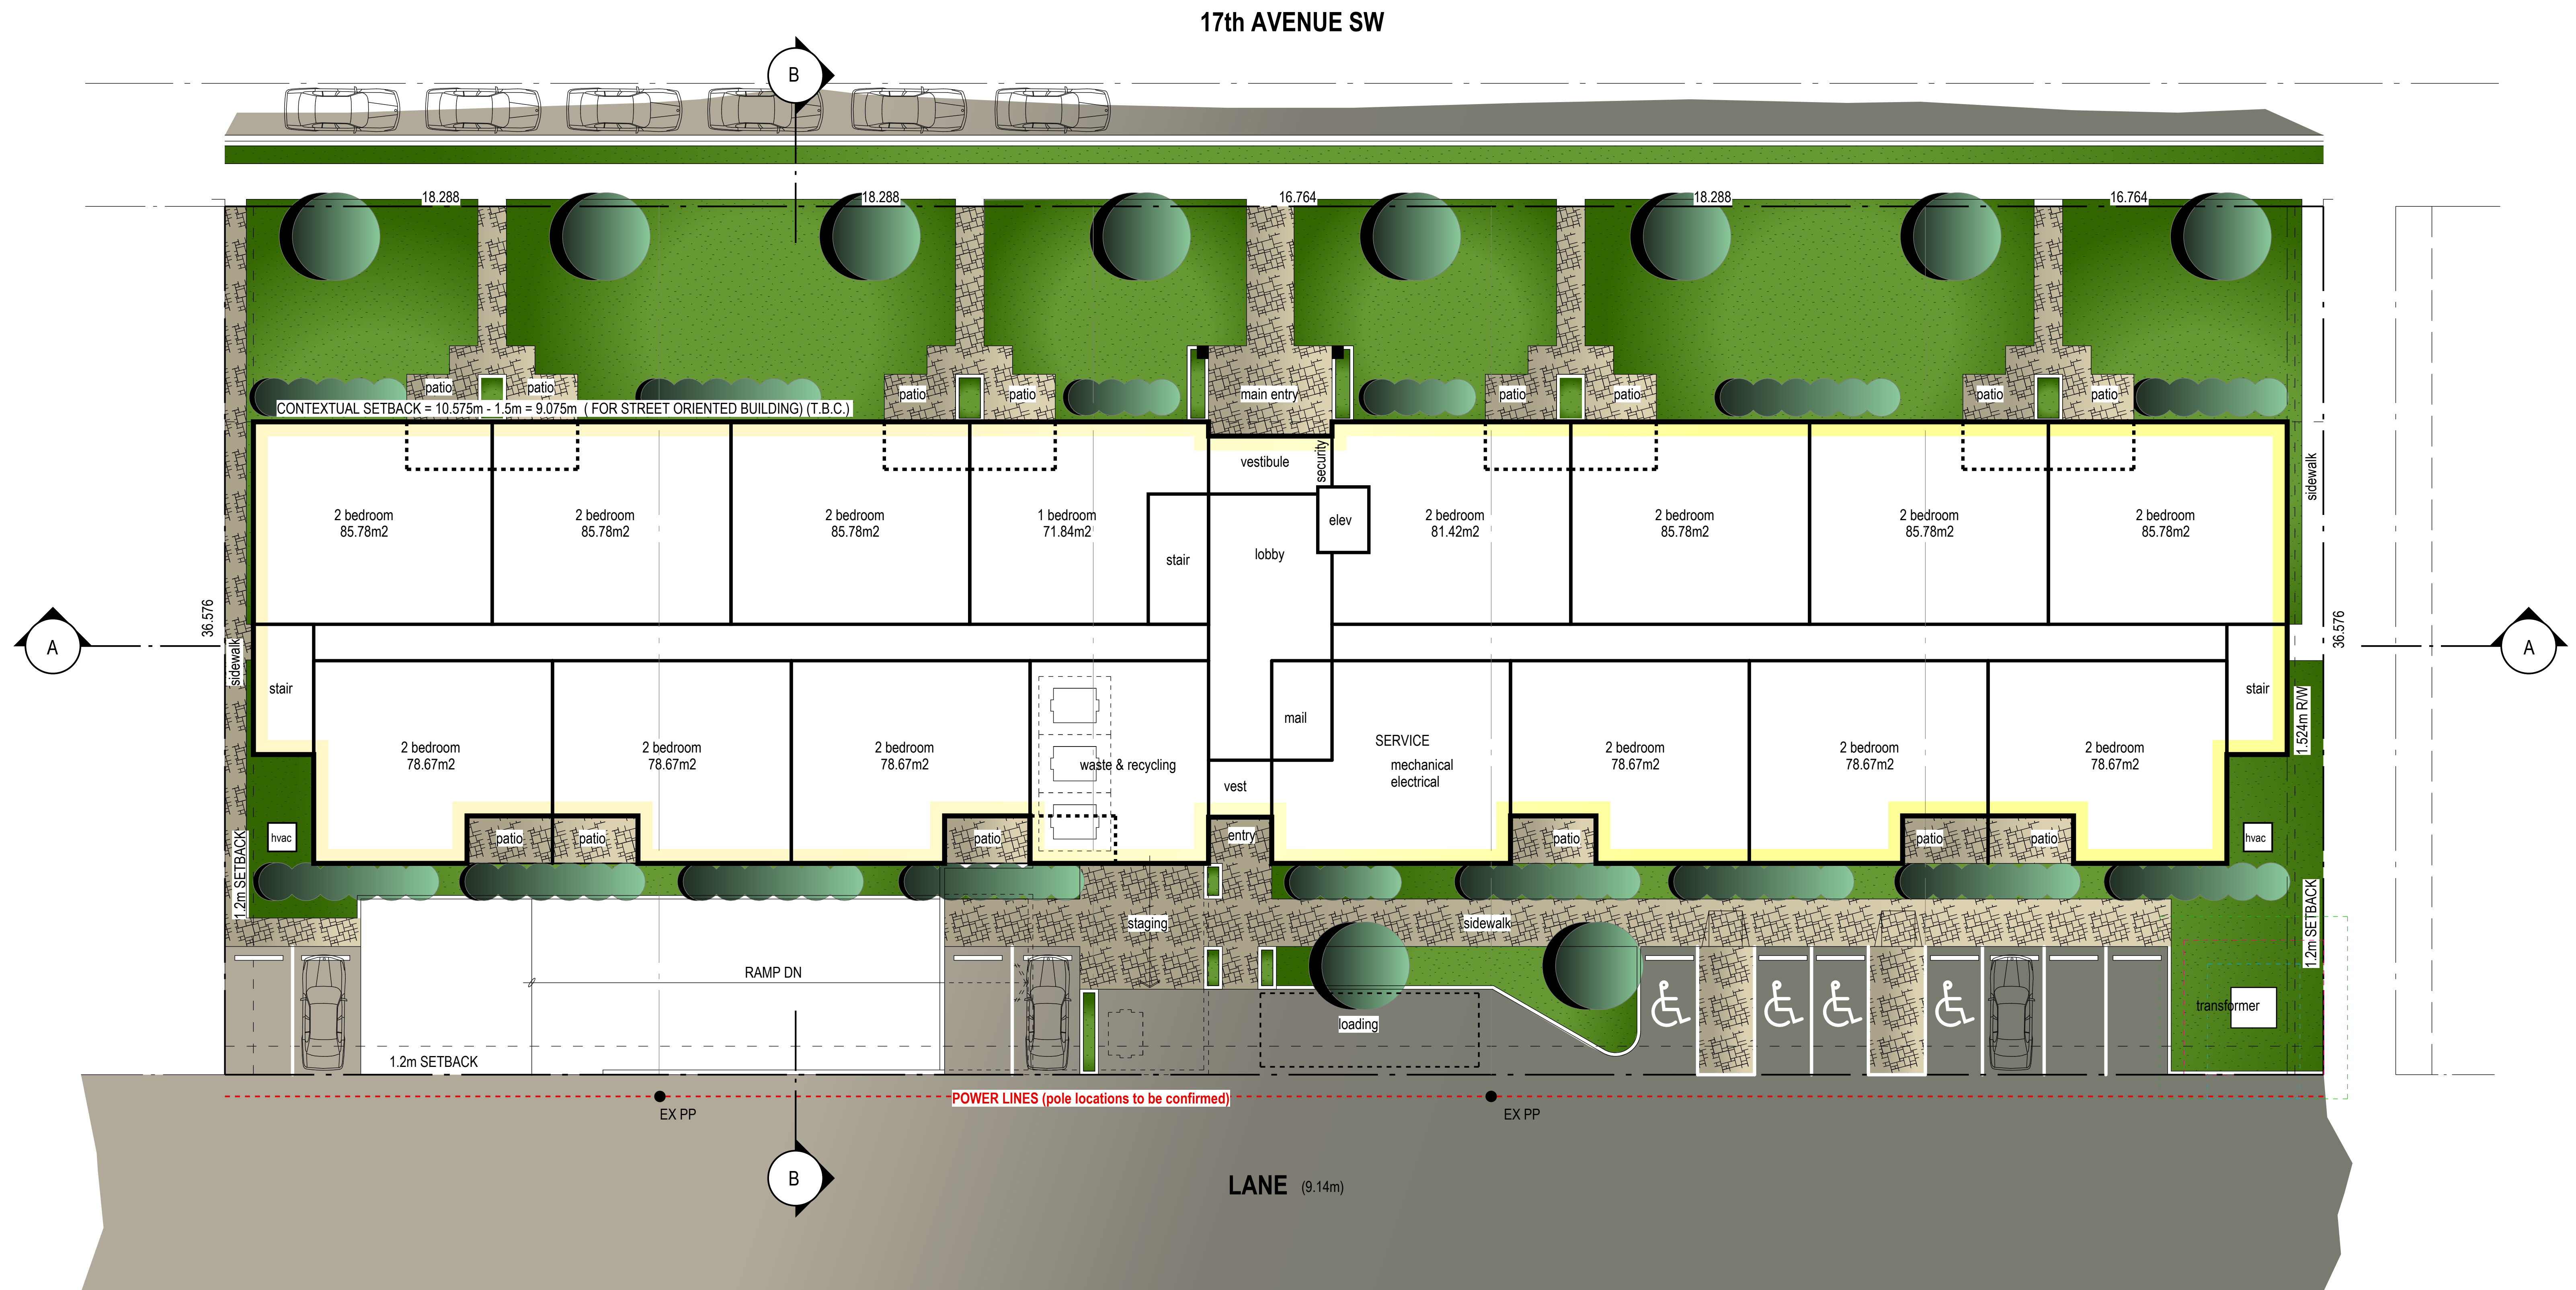 17th AVENUE SW
B
18.288
18.288
16.764
18.288
16.764
patio
patio
patio
patio
main entry
patio
patio
patio
patio
CONTEXTUAL SETBACK = 10.575m - 1.5m = 9.075m ( FOR STREET ORIENTED BUILDING) (T.B.C.)
vestibule
security
sidewalk
2 bedroom
85.78m2
2 bedroom
85.78m2
2 bedroom
85.78m2
1 bedroom
71.84m2
stair
lobby
elev
2 bedroom
81.42m2
2 bedroom
85.78m2
2 bedroom
85.78m2
2 bedroom
85.78m2
36.576
36.576
A
A
sidewalk
stair
stair
1.524m R/W
2 bedroom
78.67m2
2 bedroom
78.67m2
2 bedroom
78.67m2
waste & recycling
mail
vest
SERVICE
mechanical
electrical
2 bedroom
78.67m2
2 bedroom
78.67m2
2 bedroom
78.67m2
hvac
patio
patio
patio
entry
patio
patio
patio
hvac
1.2m SETBACK
1.2m SETBACK
staging
sidewalk
RAMP DN
loading
transformer
1.2m SETBACK
POWER LINES (pole locations to be confirmed)
EX PP
EX PP
B
LANE (9.14m)